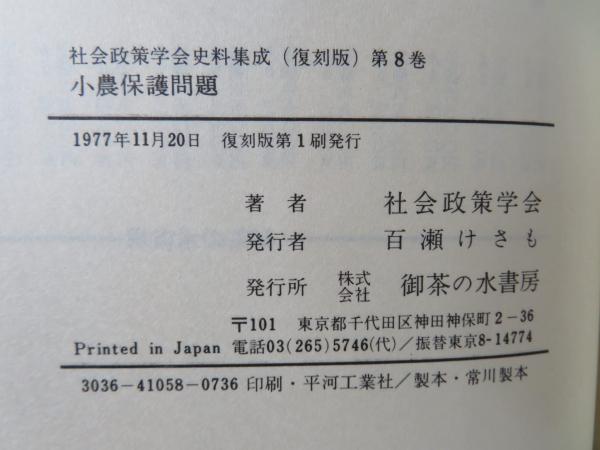 社会政策学会史料集成（復刻版）第8巻
小農保護問題
1977年11月20日　復刻版第1刷発行
著者　社会政策学会
発行者　百瀬けさも
発行所　株式会社　御茶の水書房
〒101　東京都千代田区神田神保町2－36
Printed in Japan 電話03(265)5746(代)／振替東京8-14774
3036－41058－0736 印刷・平河工業社／製本・常川製本